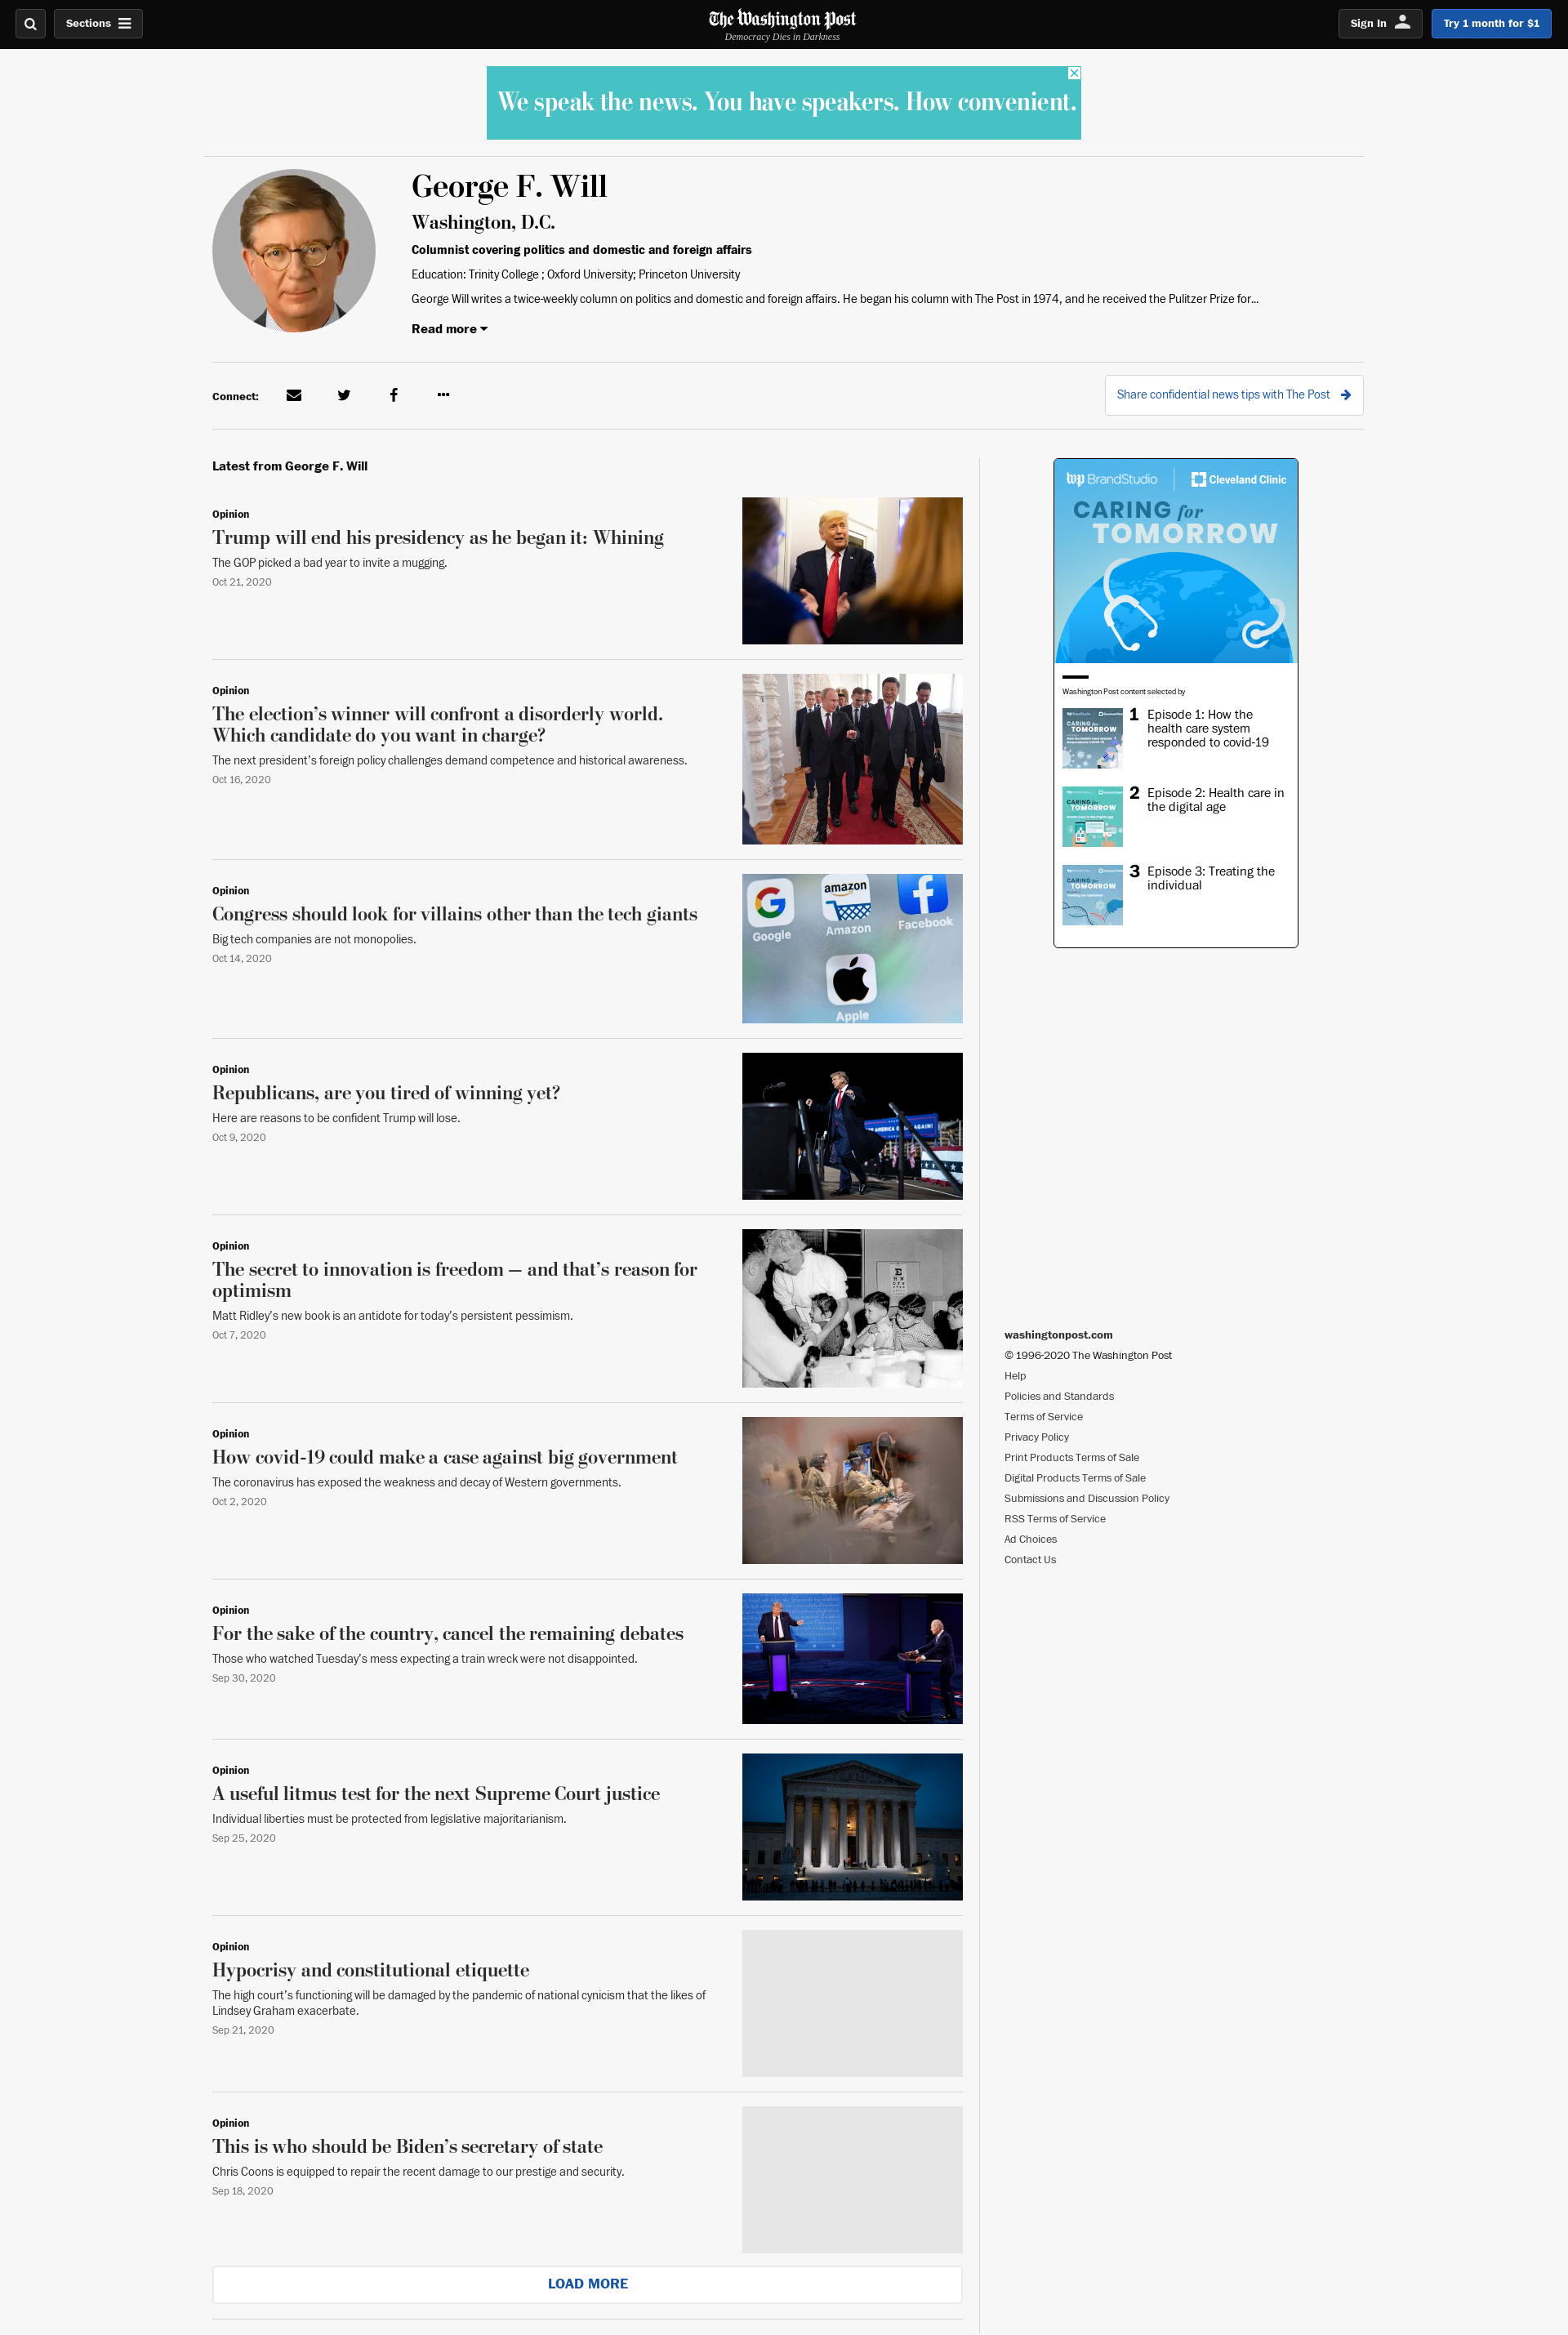 Sections
The Washington Post
Democracy Dies in Darkness
Sign In
Try 1 month for $1
We speak the news. You have speakers. How convenient.
George F. Will
Washington, D.C.
Columnist covering politics and domestic and foreign affairs
Education: Trinity College ; Oxford University; Princeton University
George Will writes a twice-weekly column on politics and domestic and foreign affairs. He began his column with The Post in 1974, and he received the Pulitzer Prize for...
Read more
Connect:
Share confidential news tips with The Post
Latest from George F. Will
Opinion
Trump will end his presidency as he began it: Whining
The GOP picked a bad year to invite a mugging.
Oct 21, 2020
Opinion
The election’s winner will confront a disorderly world.
Which candidate do you want in charge?
The next president’s foreign policy challenges demand competence and historical awareness.
Oct 16, 2020
Opinion
Congress should look for villains other than the tech giants
Big tech companies are not monopolies.
Oct 14, 2020
Google
amazon
Amazon
Facebook
Apple
Opinion
Republicans, are you tired of winning yet?
Here are reasons to be confident Trump will lose.
Oct 9, 2020
AMERICA
AGAIN!
Opinion
The secret to innovation is freedom — and that’s reason for
optimism
Matt Ridley’s new book is an antidote for today’s persistent pessimism.
Oct 7, 2020
E
Opinion
How covid-19 could make a case against big government
The coronavirus has exposed the weakness and decay of Western governments.
Oct 2, 2020
Opinion
For the sake of the country, cancel the remaining debates
Those who watched Tuesday’s mess expecting a train wreck were not disappointed.
Sep 30, 2020
Opinion
A useful litmus test for the next Supreme Court justice
Individual liberties must be protected from legislative majoritarianism.
Sep 25, 2020
Opinion
Hypocrisy and constitutional etiquette
The high court’s functioning will be damaged by the pandemic of national cynicism that the likes of
Lindsey Graham exacerbate.
Sep 21, 2020
Opinion
This is who should be Biden’s secretary of state
Chris Coons is equipped to repair the recent damage to our prestige and security.
Sep 18, 2020
LOAD MORE
wp BrandStudio
Cleveland Clinic
CARING for
TOMORROW
Washington Post content selected by
CARING for
TOMORROW
1 Episode 1: How the
health care system
responded to covid-19
CARING for
TOMORROW
2 Episode 2: Health care in
the digital age
CARING for
TOMORROW
3 Episode 3: Treating the
individual
washingtonpost.com
© 1996-2020 The Washington Post
Help
Policies and Standards
Terms of Service
Privacy Policy
Print Products Terms of Sale
Digital Products Terms of Sale
Submissions and Discussion Policy
RSS Terms of Service
Ad Choices
Contact Us